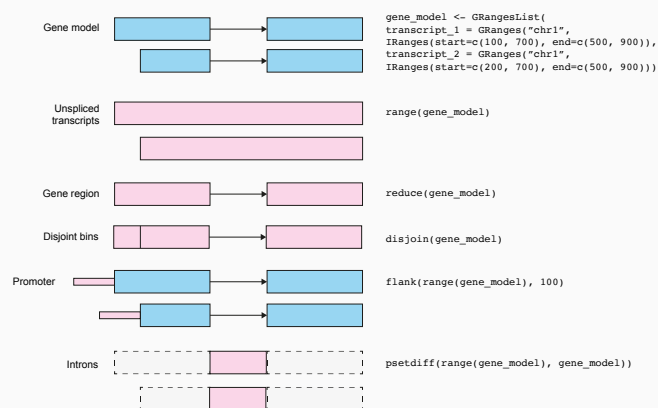 Gene model
gene_model <- GRangesList(
transcript_1 = GRanges("chr1",
IRanges(start=c(100, 700), end=c(500, 900)),
transcript_2 = GRanges("chr1",
IRanges(start=c(200, 700), end=c(500, 900)))
Unspliced
transcripts
range(gene_model)
Gene region
reduce(gene_model)
Disjoint bins
disjoin(gene_model)
Promoter
flank(range(gene_model), 100)
Introns
psetdiff(range(gene_model), gene_model))